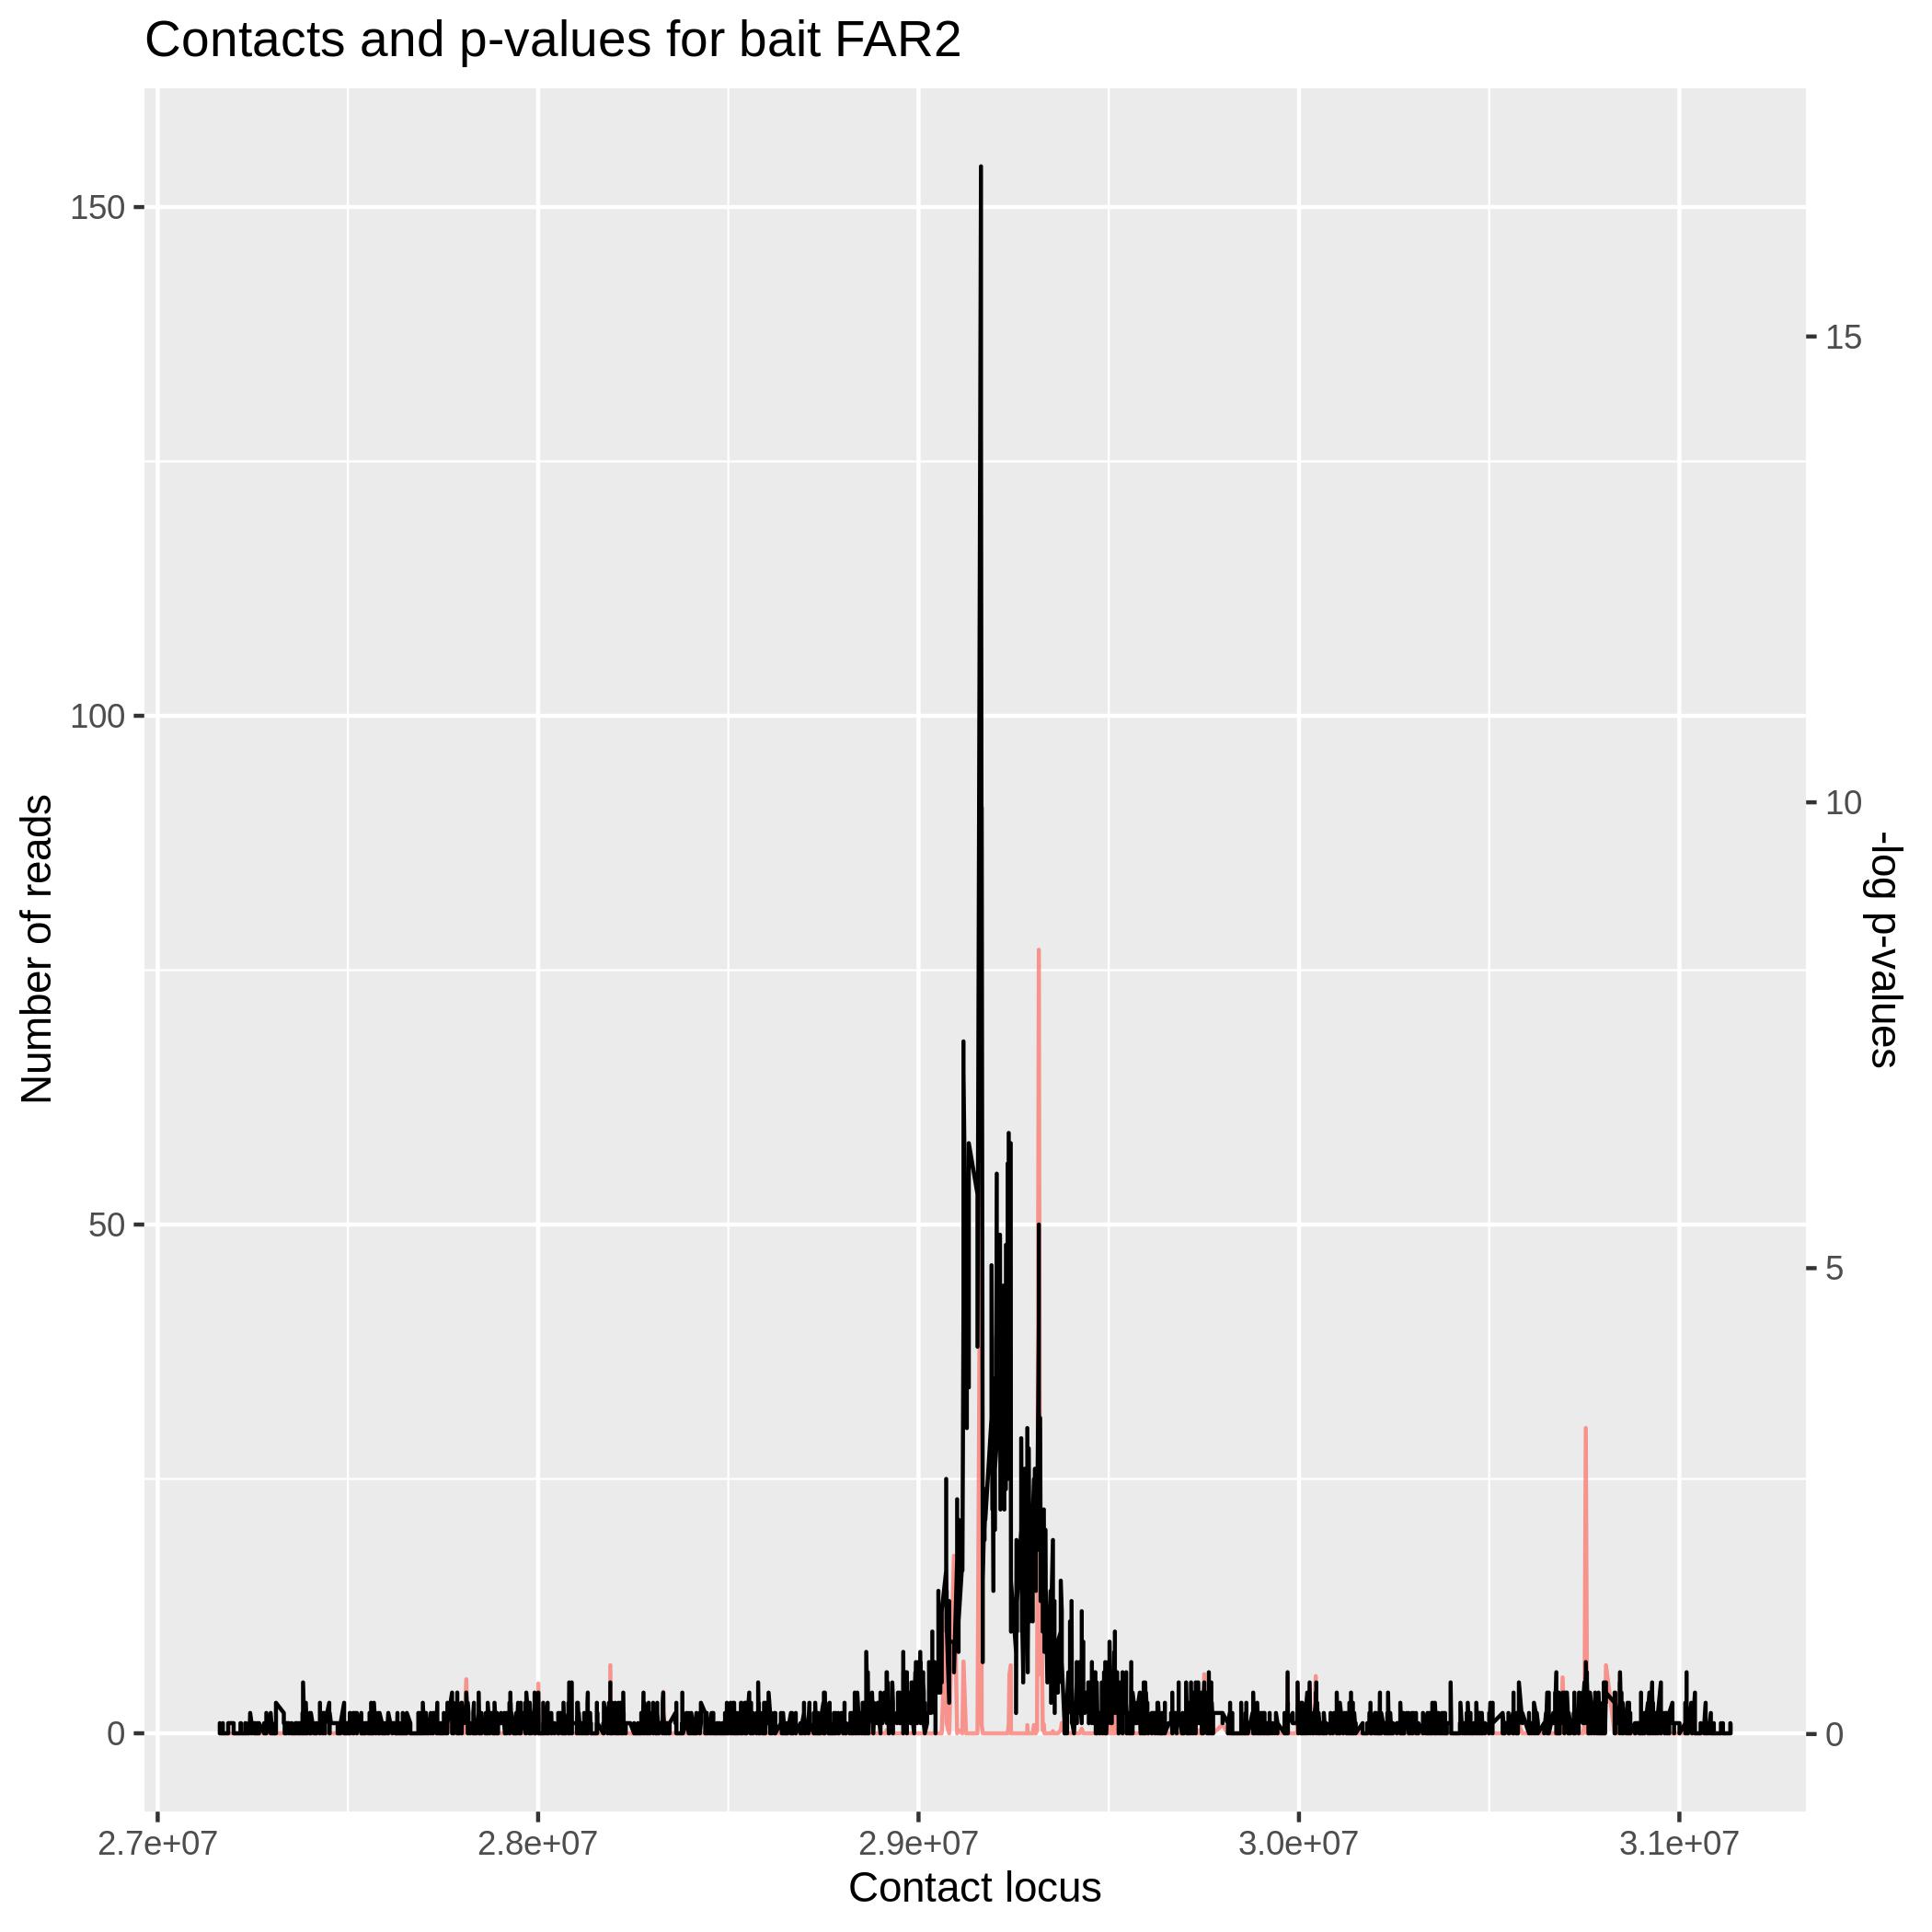 Contacts and p-values for bait FAR2
150
100
50
0
15
10
5
0
Number of reads
-log p-values
2.7e+07 2.8e+07 2.9e+07 3.0e+07 3.1e+07
Contact locus